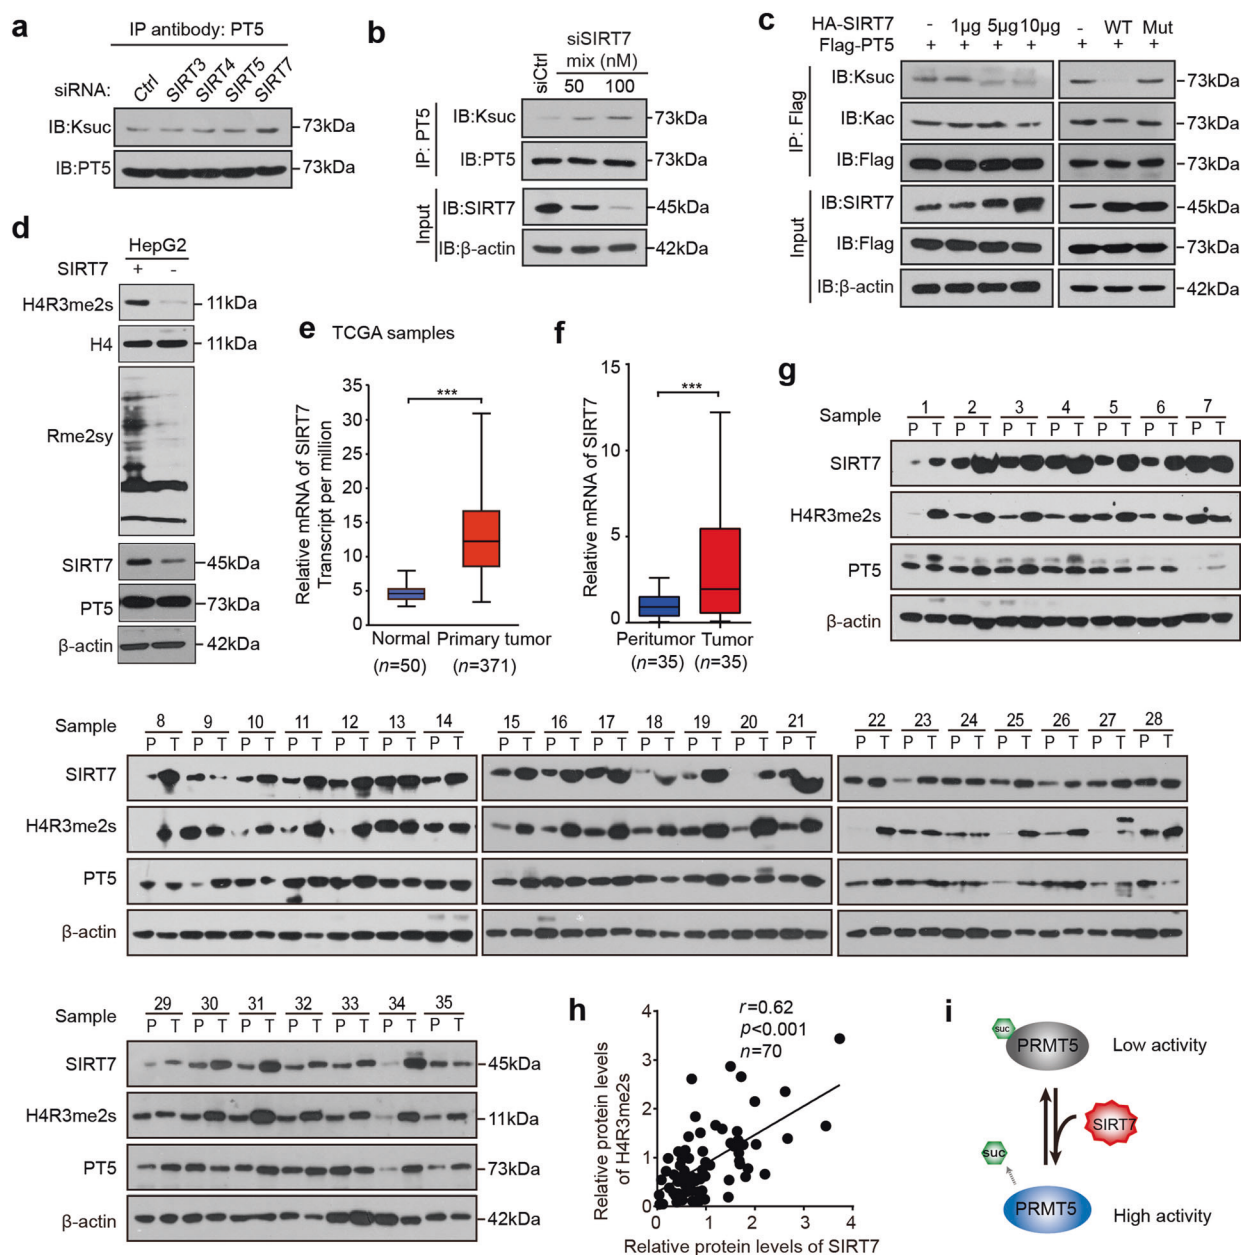 a
IP antibody: PT5
siRNA: Ctrl SIRT3 SIRT4 SIRT5 SIRT7
IB:Ksuc 73kDa
IB:PT5 73kDa
b
siSIRT7
siCtrl mix (nM)
50 100
IP: PT5
IB:Ksuc 73kDa
IB:PT5 73kDa
Input
IB:SIRT7 45kDa
IB:β-actin 42kDa
c
HA-SIRT7 - 1µg 5µg 10µg - WT Mut
Flag-PT5 + + + + + + +
IP: Flag
IB:Ksuc 73kDa
IB:Kac 73kDa
IB:Flag 73kDa
Input
IB:SIRT7 45kDa
IB:Flag 73kDa
IB:β-actin 42kDa
d
HepG2
SIRT7 + -
H4R3me2s 11kDa
H4 11kDa
Rme2sy
SIRT7 45kDa
PT5 73kDa
β-actin 42kDa
e TCGA samples
Relative mRNA of SIRT7
Transcript per million
35
30
25
20
15
10
5
0
***
Normal Primary tumor
(n=50) (n=371)
f
Relative mRNA of SIRT7
15
10
5
0
***
Peritumor Tumor
(n=35) (n=35)
g
Sample 1 2 3 4 5 6 7
P T P T P T P T P T P T P T
SIRT7
H4R3me2s
PT5
β-actin
Sample 8 9 10 11 12 13 14 15 16 17 18 19 20 21 22 23 24 25 26 27 28
P T P T P T P T P T P T P T P T P T P T P T P T P T P T P T P T P T P T P T P T P T
SIRT7
H4R3me2s
PT5
β-actin
Sample 29 30 31 32 33 34 35
P T P T P T P T P T P T P T
SIRT7 45kDa
H4R3me2s 11kDa
PT5 73kDa
β-actin 42kDa
h
Relative protein levels
of H4R3me2s
4
3
2
1
0
r=0.62
p<0.001
n=70
0 1 2 3 4
Relative protein levels of SIRT7
i
suc
PRMT5 Low activity
SIRT7
suc
PRMT5 High activity